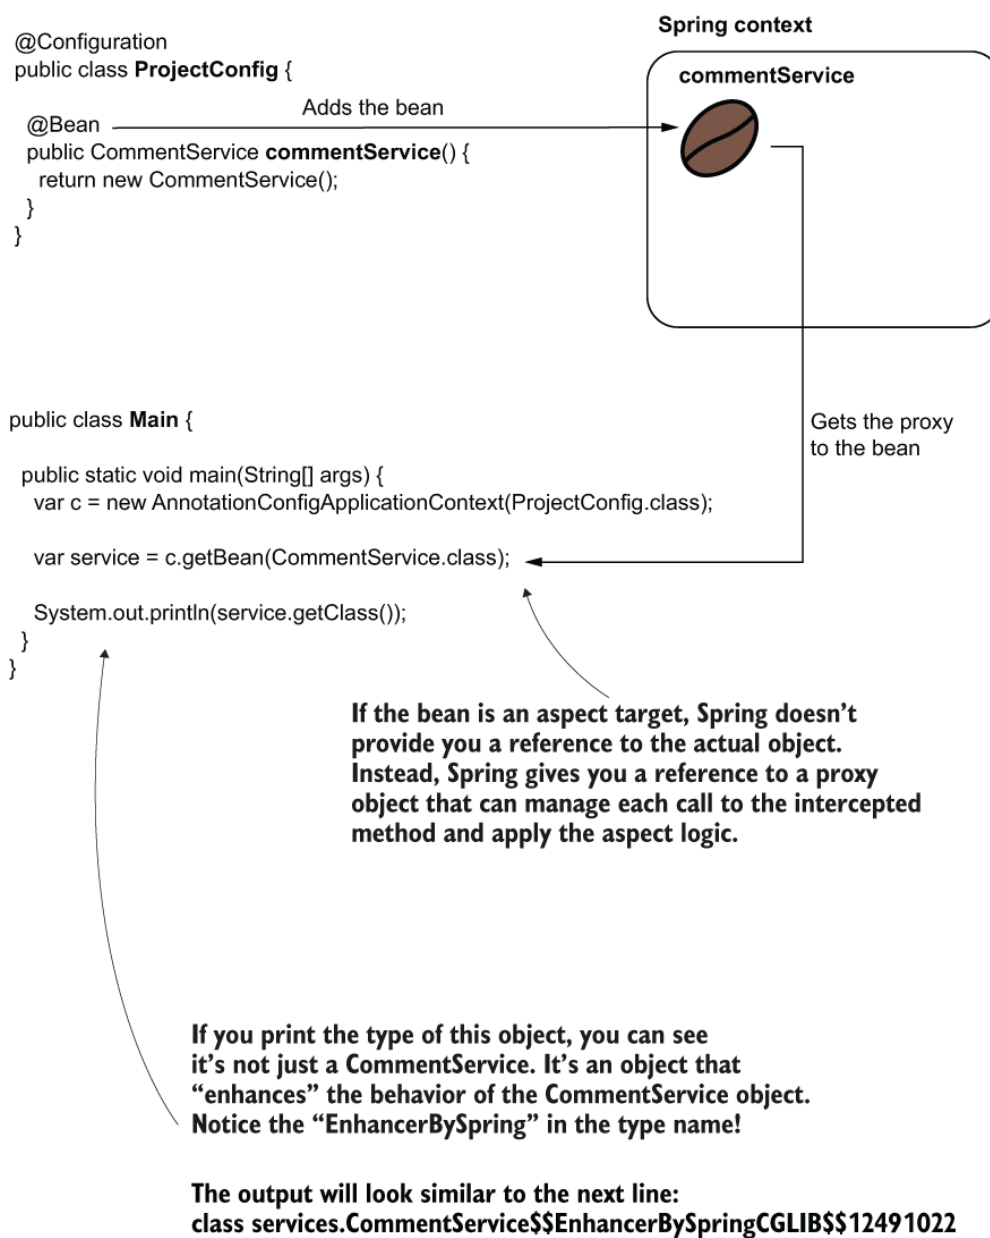 Spring context
@Configuration
public class ProjectConfig {
commentService
Adds the bean
@Bean
public CommentService commentService() {
return new CommentService();
}
}
public class Main {
Gets the proxy
to the bean
public static void main(String[] args) {
var c = new AnnotationConfigApplicationContext(ProjectConfig.class);
var service = c.getBean(CommentService.class);
System.out.println(service.getClass());
}
}
If the bean is an aspect target, Spring doesn’t
provide you a reference to the actual object.
Instead, Spring gives you a reference to a proxy
object that can manage each call to the intercepted
method and apply the aspect logic.
If you print the type of this object, you can see
it’s not just a CommentService. It’s an object that
“enhances” the behavior of the CommentService object.
Notice the “EnhancerBySpring” in the type name!
The output will look similar to the next line:
class services.CommentService$$EnhancerBySpringCGLIB$$12491022